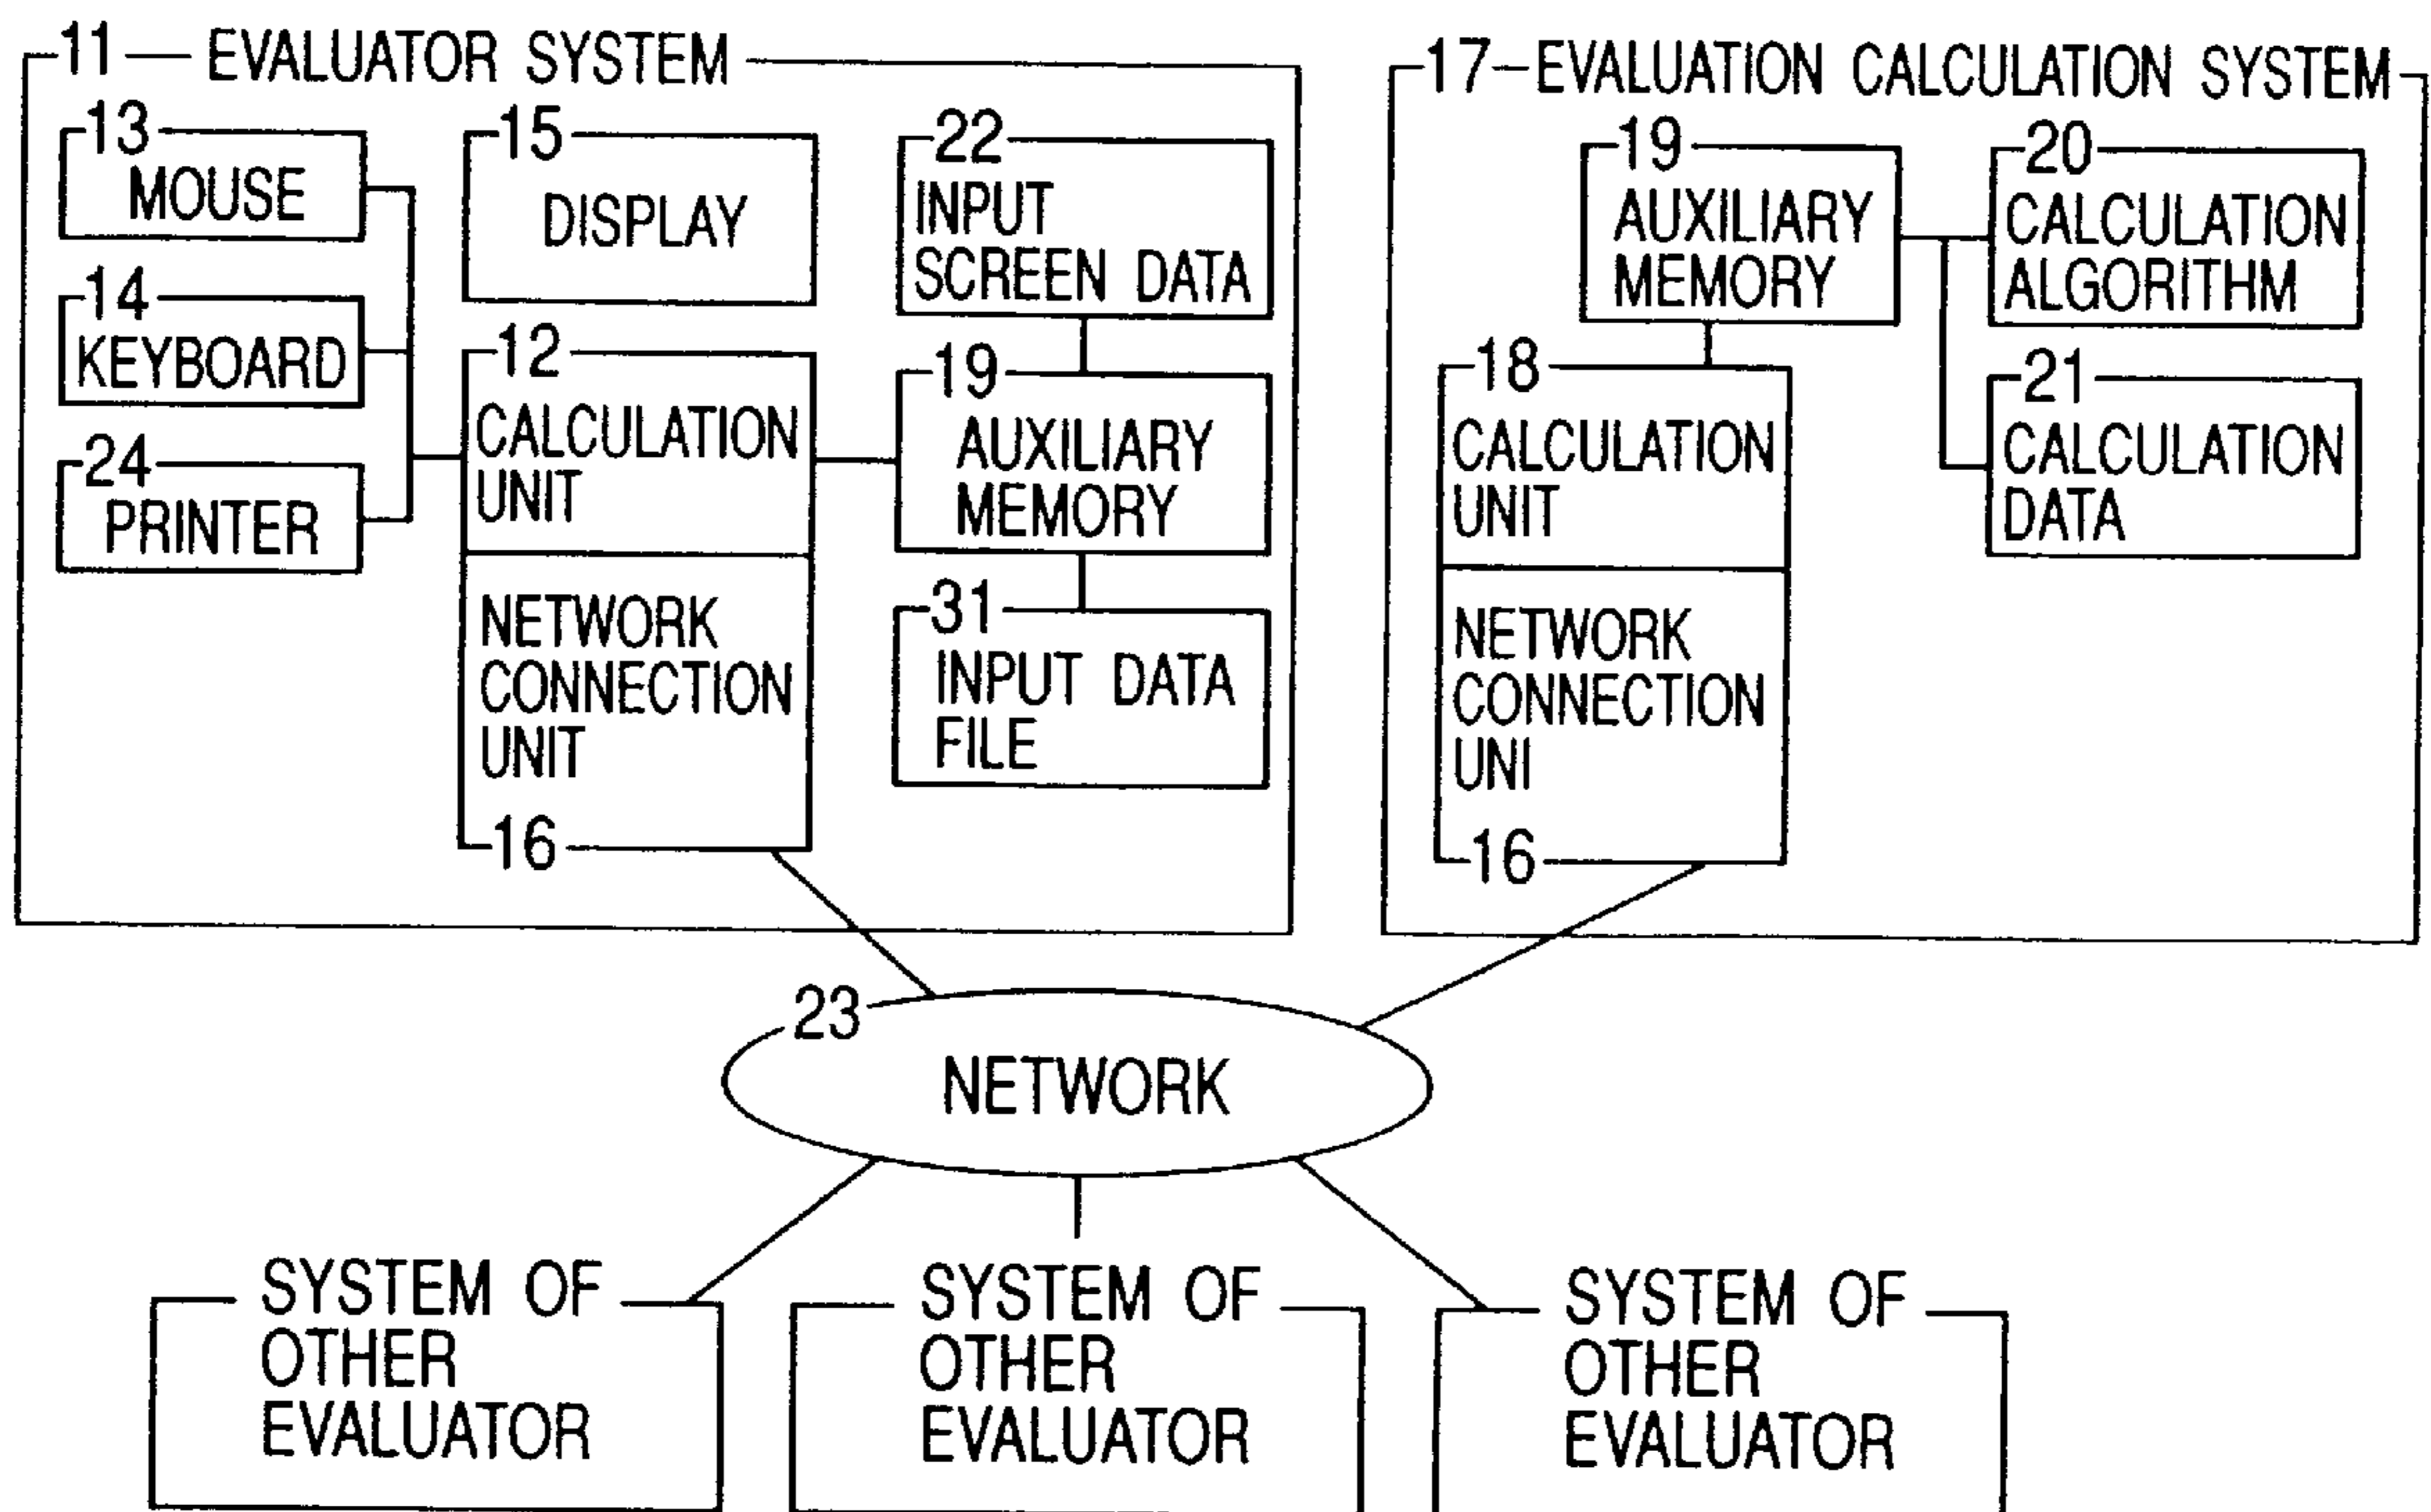 11 — EVALUATOR SYSTEM
13
MOUSE
14
KEYBOARD
24
PRINTER
15
DISPLAY
12
CALCULATION
UNIT
NETWORK
CONNECTION
UNIT
16
22
INPUT
SCREEN DATA
19
AUXILIARY
MEMORY
31
INPUT DATA
FILE
17—EVALUATION CALCULATION SYSTEM
19
AUXILIARY
MEMORY
18
CALCULATION
UNIT
NETWORK
CONNECTION
UNI
16
20
CALCULATION
ALGORITHM
21
CALCULATION
DATA
23
NETWORK
SYSTEM OF
OTHER
EVALUATOR
SYSTEM OF
OTHER
EVALUATOR
SYSTEM OF
OTHER
EVALUATOR